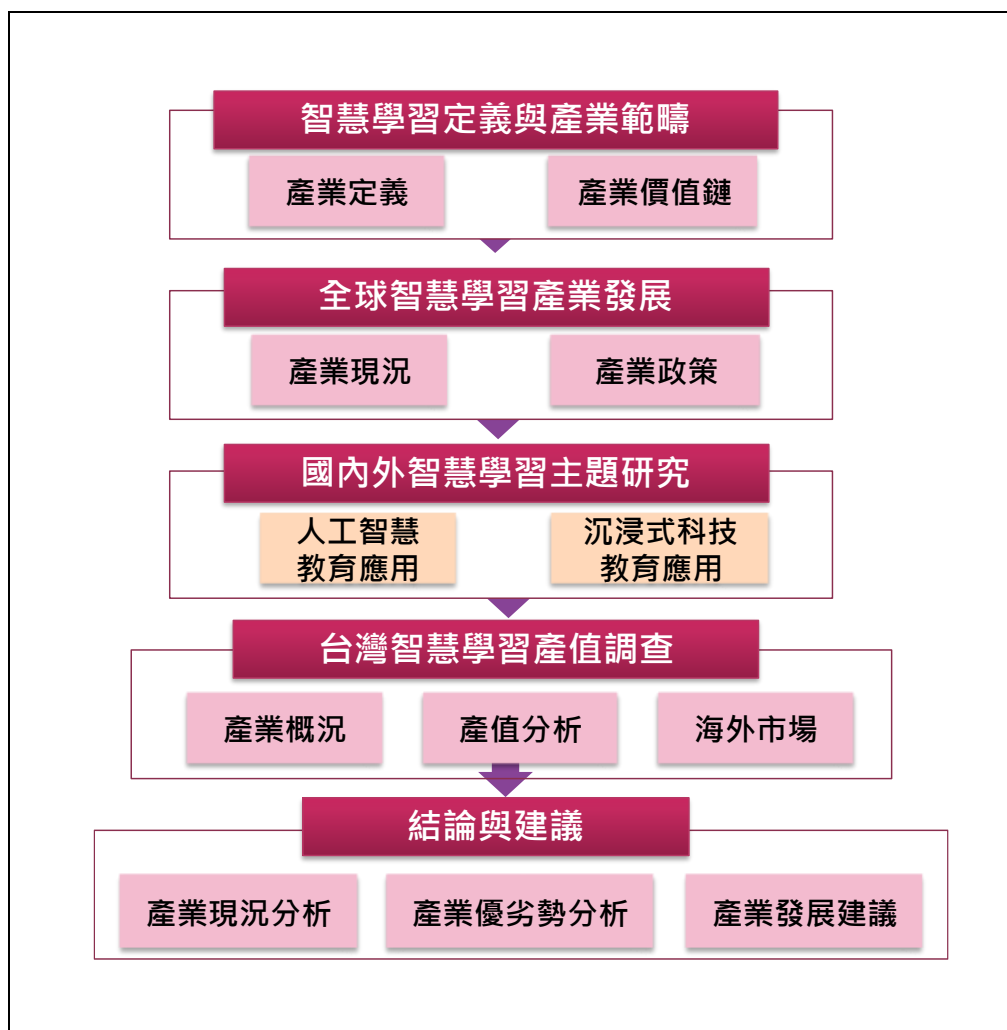 智慧學習定義與產業範疇
產業定義
產業價值鏈
全球智慧學習產業發展
產業現況
產業政策
國內外智慧學習主題研究
人工智慧
教育應用
沉浸式科技
教育應用
台灣智慧學習產值調查
產業概況
產值分析
海外市場
結論與建議
產業現況分析
產業優劣勢分析
產業發展建議